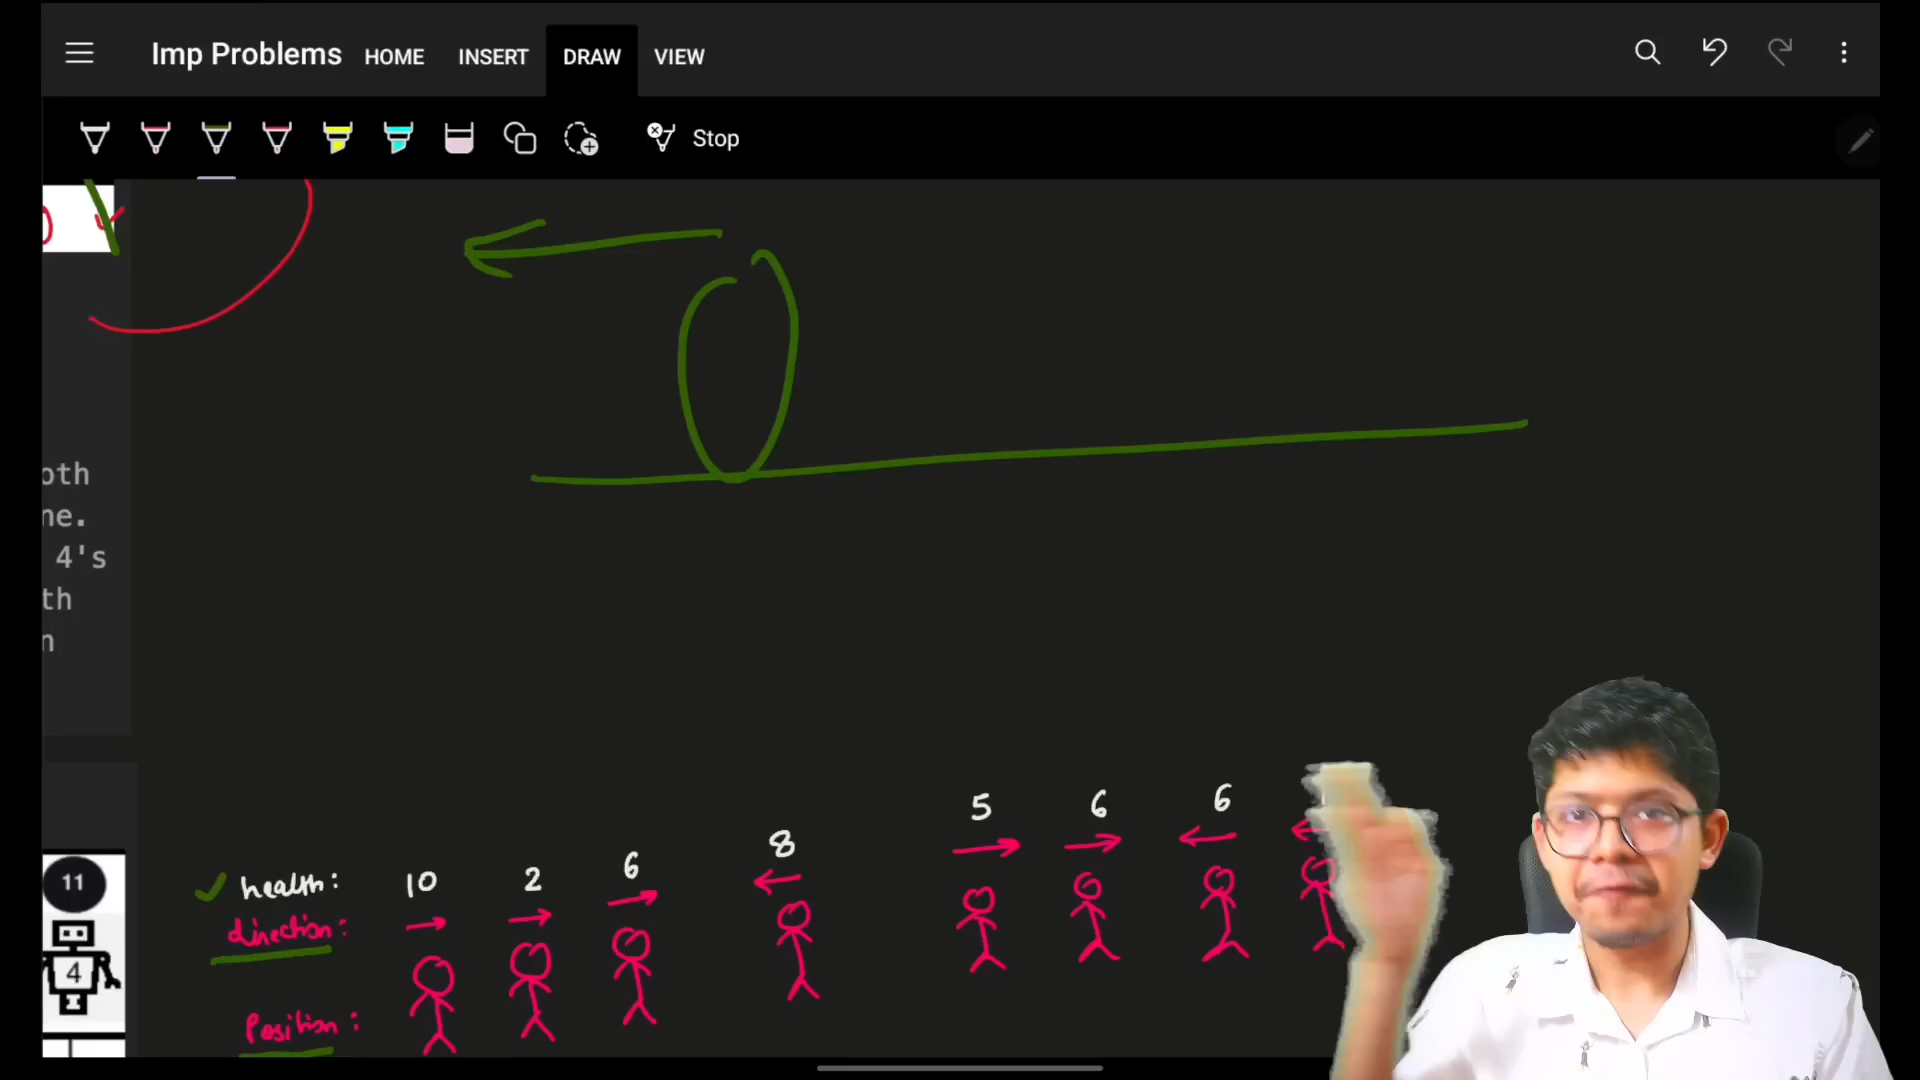 Imp Problems HOME INSERT DRAW VIEW
Stop
oth
ne.
4's
th
n
5 6 6
8
6
11
✓ health: 10 2
direction:
4
Position: